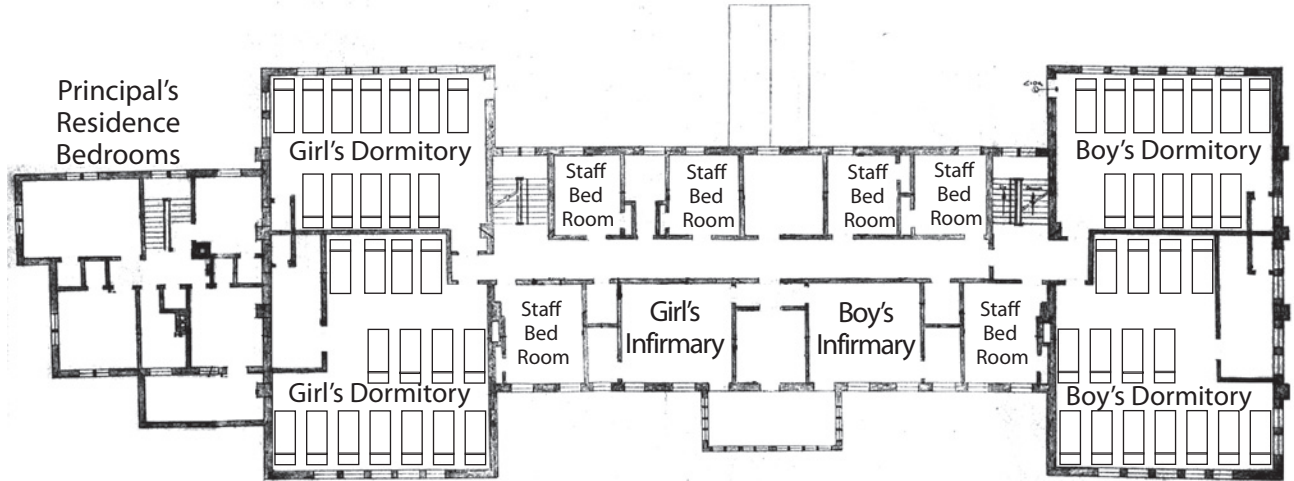 Principal's
Residence
Bedrooms
Girl's Dormitory
Staff
Bed
Room
Staff
Bed
Room
Staff
Bed
Room
Staff
Bed
Room
Boy's Dormitory
Staff
Bed
Room
Girl's
Infirmary
Boy's
Infirmary
Staff
Bed
Room
Girl's Dormitory
Boy's Dormitory